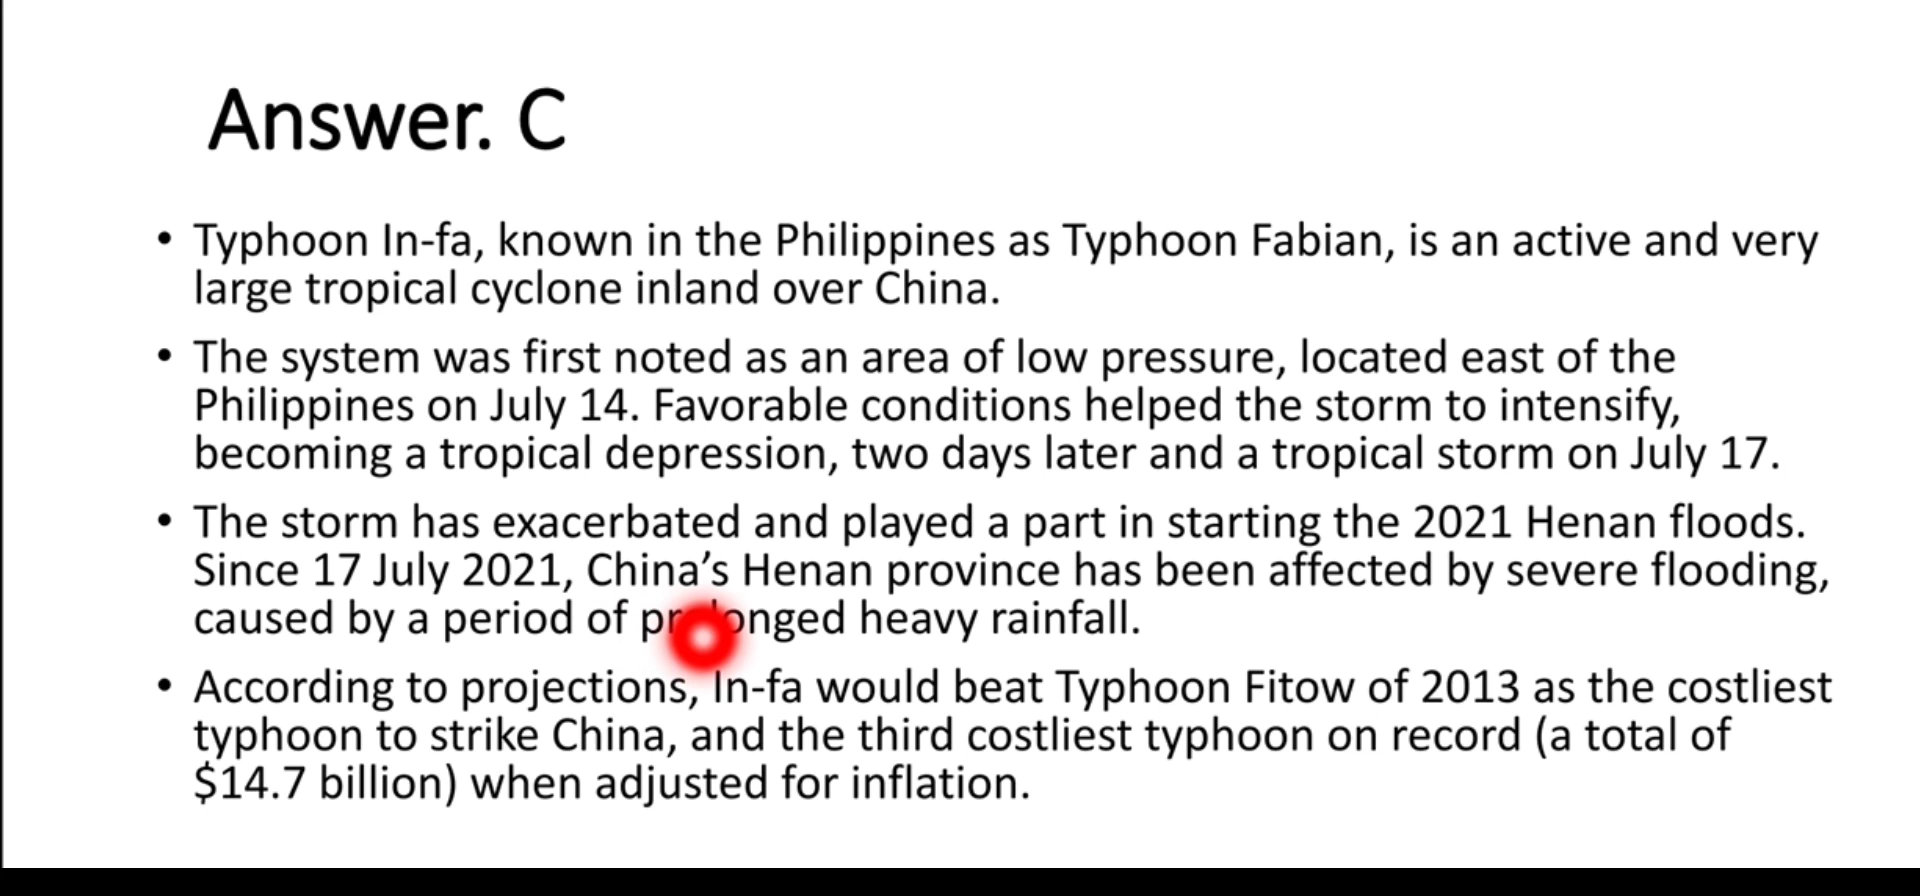 Answer. C
• Typhoon In-fa, known in the Philippines as Typhoon Fabian, is an active and very
large tropical cyclone inland over China.
• The system was first noted as an area of low pressure, located east of the
Philippines on July 14. Favorable conditions helped the storm to intensify,
becoming a tropical depression, two days later and a tropical storm on July 17.
• The storm has exacerbated and played a part in starting the 2021 Henan floods.
Since 17 July 2021, China’s Henan province has been affected by severe flooding,
caused by a period of prolonged heavy rainfall.
• According to projections, In-fa would beat Typhoon Fitow of 2013 as the costliest
typhoon to strike China, and the third costliest typhoon on record (a total of
$14.7 billion) when adjusted for inflation.